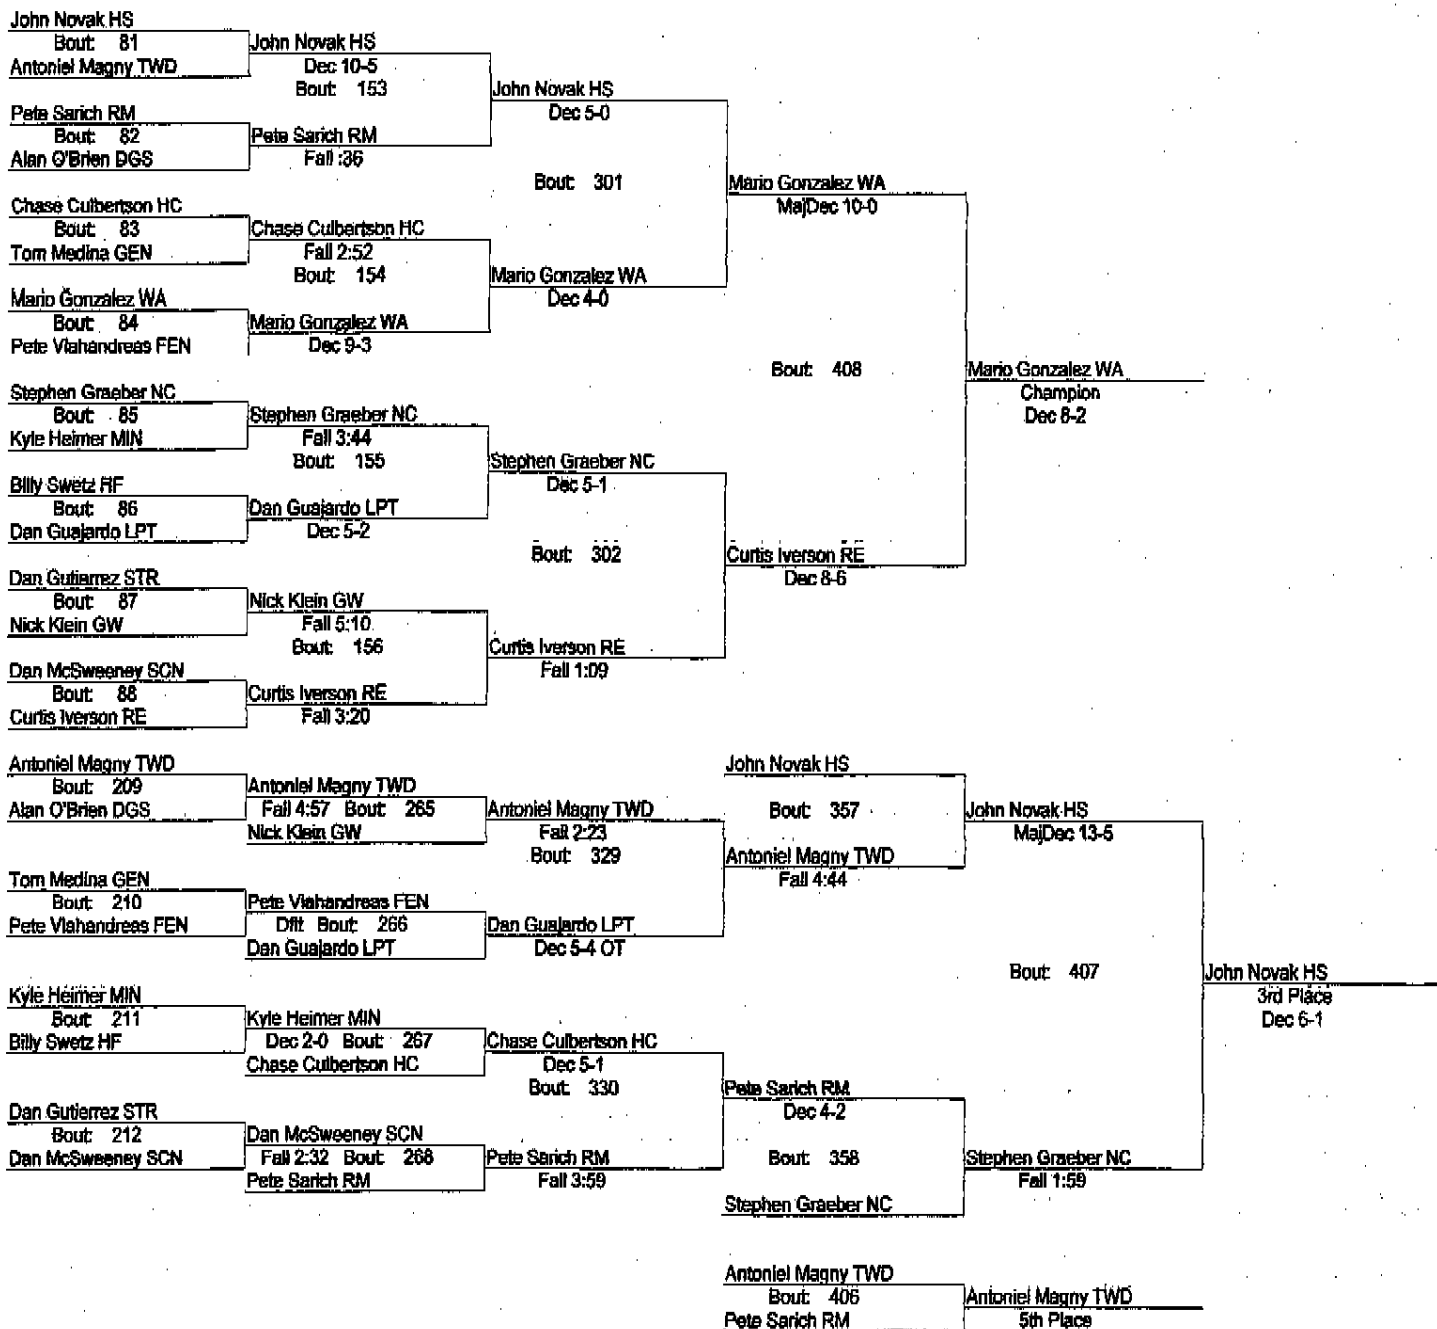 John Novak HS
Bout: 81
Antoniel Magny TWD
John Novak HS
Dec 10-5
Bout: 153
Pete Sarich RM
Bout: 82
Alan O'Brien DGS
Pete Sarich RM
Fall :36
John Novak HS
Dec 5-0
Bout: 301
Chase Culbertson HC
Bout: 83
Tom Medina GEN
Chase Culbertson HC
Fall 2:52
Bout: 154
Mario Gonzalez WA
Bout: 84
Pete Vlahandreas FEN
Mario Gonzalez WA
Dec 9-3
Mario Gonzalez WA
Dec 4-0
Mario Gonzalez WA
MajDec 10-0
Bout: 408
Mario Gonzalez WA
Champion
Dec 8-2
Stephen Graeber NC
Bout: 85
Kyle Heimer MIN
Stephen Graeber NC
Fall 3:44
Bout: 155
Billy Swetz HF
Bout: 86
Dan Guajardo LPT
Dan Guajardo LPT
Dec 5-2
Stephen Graeber NC
Dec 5-1
Bout: 302
Dan Gutierrez STR
Bout: 87
Nick Klein GW
Nick Klein GW
Fall 5:10
Bout: 156
Dan McSweeney SCN
Bout: 88
Curtis Iverson RE
Curtis Iverson RE
Fall 3:20
Curtis Iverson RE
Fall 1:09
Curtis Iverson RE
Dec 8-6
Antoniel Magny TWD
Bout: 209
Alan O'Brien DGS
Antoniel Magny TWD
Fall 4:57 Bout: 265
Nick Klein GW
Antoniel Magny TWD
Fall 2:23
Bout: 329
Tom Medina GEN
Bout: 210
Pete Vlahandreas FEN
Pete Vlahandreas FEN
Dflt Bout: 266
Dan Guajardo LPT
Dan Guajardo LPT
Dec 5-4 OT
John Novak HS
Bout: 357
Antoniel Magny TWD
Fall 4:44
John Novak HS
MajDec 13-5
Bout: 407
John Novak HS
3rd Place
Dec 6-1
Kyle Heimer MIN
Bout: 211
Billy Swetz HF
Kyle Heimer MIN
Dec 2-0 Bout: 267
Chase Culbertson HC
Chase Culbertson HC
Dec 5-1
Bout: 330
Dan Gutierrez STR
Bout: 212
Dan McSweeney SCN
Dan McSweeney SCN
Fall 2:32 Bout: 268
Pete Sarich RM
Pete Sarich RM
Fall 3:59
Pete Sarich RM
Dec 4-2
Bout: 358
Stephen Graeber NC
Stephen Graeber NC
Fall 1:59
Antoniel Magny TWD
Bout: 406
Pete Sarich RM
Antoniel Magny TWD
5th Place